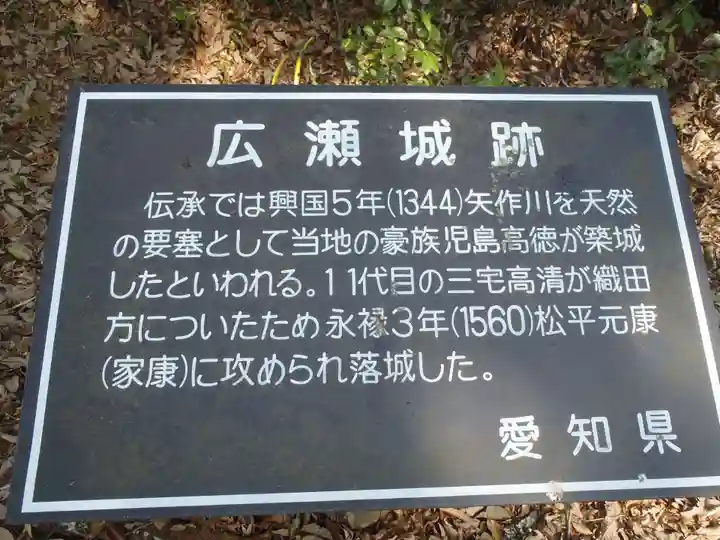 広瀬城跡
伝承では興国5年(1344)矢作川を天然
の要塞として当地の豪族児島高徳が築城
したといわれる。11代目の三宅高清が織田
方についたため永禄3年(1560)松平元康
(家康)に攻められ落城した。
愛知県